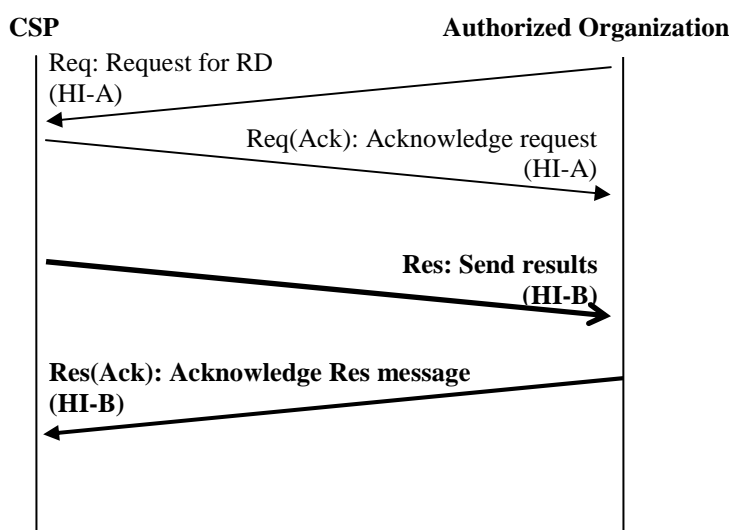 CSP
Authorized Organization
Req: Request for RD
(HI-A)
Req(Ack): Acknowledge request
(HI-A)
Res: Send results
(HI-B)
Res(Ack): Acknowledge Res message
(HI-B)